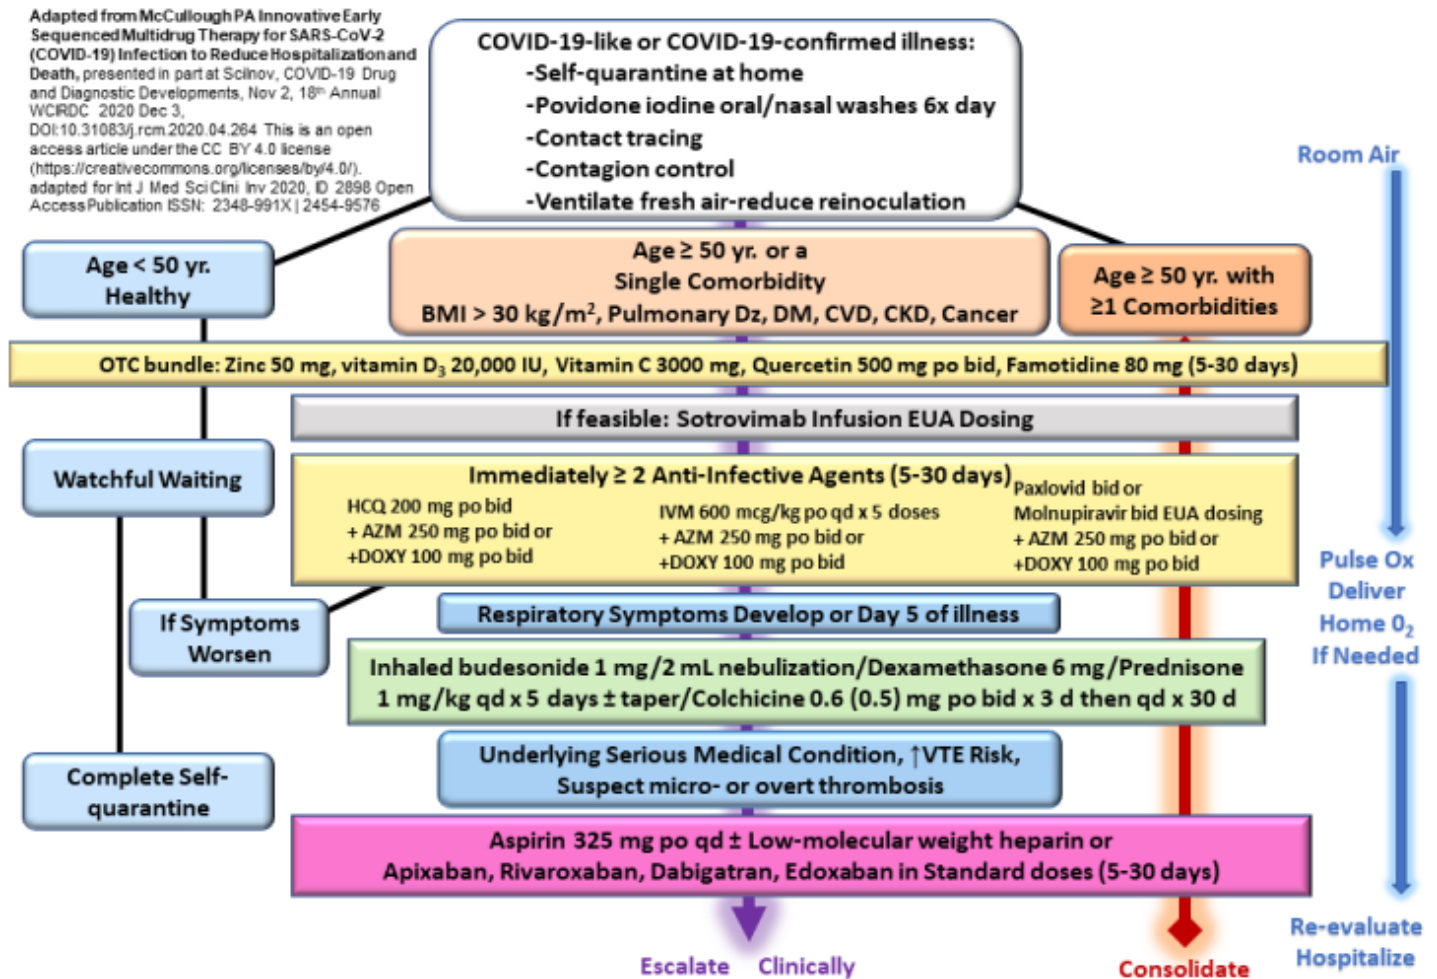 Adapted from McCullough PA Innovative Early
Sequenced Multidrug Therapy for SARS-CoV-2
(COVID-19) Infection to Reduce Hospitalization and
Death, presented in part at SciInov, COVID-19 Drug
and Diagnostic Developments, Nov 2, 18th Annual
WCIRDC 2020 Dec 3,
DOI:10.31083/j.rcm.2020.04.264 This is an open
access article under the CC BY 4.0 license
(https://creativecommons.org/licenses/by/4.0/).
adapted for Int J Med Sci Clini Inv 2020, ID 2898 Open
Access Publication ISSN: 2348-991X | 2454-9576
COVID-19-like or COVID-19-confirmed illness:
-Self-quarantine at home
-Povidone iodine oral/nasal washes 6x day
-Contact tracing
-Contagion control
-Ventilate fresh air-reduce reinoculation
Room Air
Age < 50 yr.
Healthy
Age ≥ 50 yr. or a
Single Comorbidity
BMI > 30 kg/m², Pulmonary Dz, DM, CVD, CKD, Cancer
Age ≥ 50 yr. with
≥1 Comorbidities
OTC bundle: Zinc 50 mg, vitamin D₃ 20,000 IU, Vitamin C 3000 mg, Quercetin 500 mg po bid, Famotidine 80 mg (5-30 days)
If feasible: Sotrovimab Infusion EUA Dosing
Watchful Waiting
Immediately ≥ 2 Anti-Infective Agents (5-30 days)
HCQ 200 mg po bid
+ AZM 250 mg po bid or
+DOXY 100 mg po bid
IVM 600 mcg/kg po qd x 5 doses
+ AZM 250 mg po bid or
+DOXY 100 mg po bid
Paxlovid bid or
Molnupiravir bid EUA dosing
+ AZM 250 mg po bid or
+DOXY 100 mg po bid
Pulse Ox
Deliver
Home 0₂
If Needed
If Symptoms
Worsen
Respiratory Symptoms Develop or Day 5 of illness
Inhaled budesonide 1 mg/2 mL nebulization/Dexamethasone 6 mg/Prednisone
1 mg/kg qd x 5 days ± taper/Colchicine 0.6 (0.5) mg po bid x 3 d then qd x 30 d
Complete Self-
quarantine
Underlying Serious Medical Condition, ↑VTE Risk,
Suspect micro- or overt thrombosis
Aspirin 325 mg po qd ± Low-molecular weight heparin or
Apixaban, Rivaroxaban, Dabigatran, Edoxaban in Standard doses (5-30 days)
Re-evaluate
Hospitalize
Escalate Clinically
Consolidate